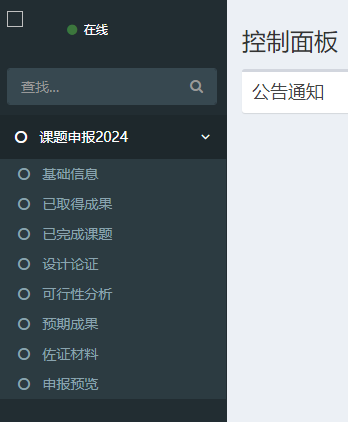 在线
控制面板
查找...
公告通知
课题申报2024
基础信息
已取得成果
已完成课题
设计论证
可行性分析
预期成果
佐证材料
申报预览